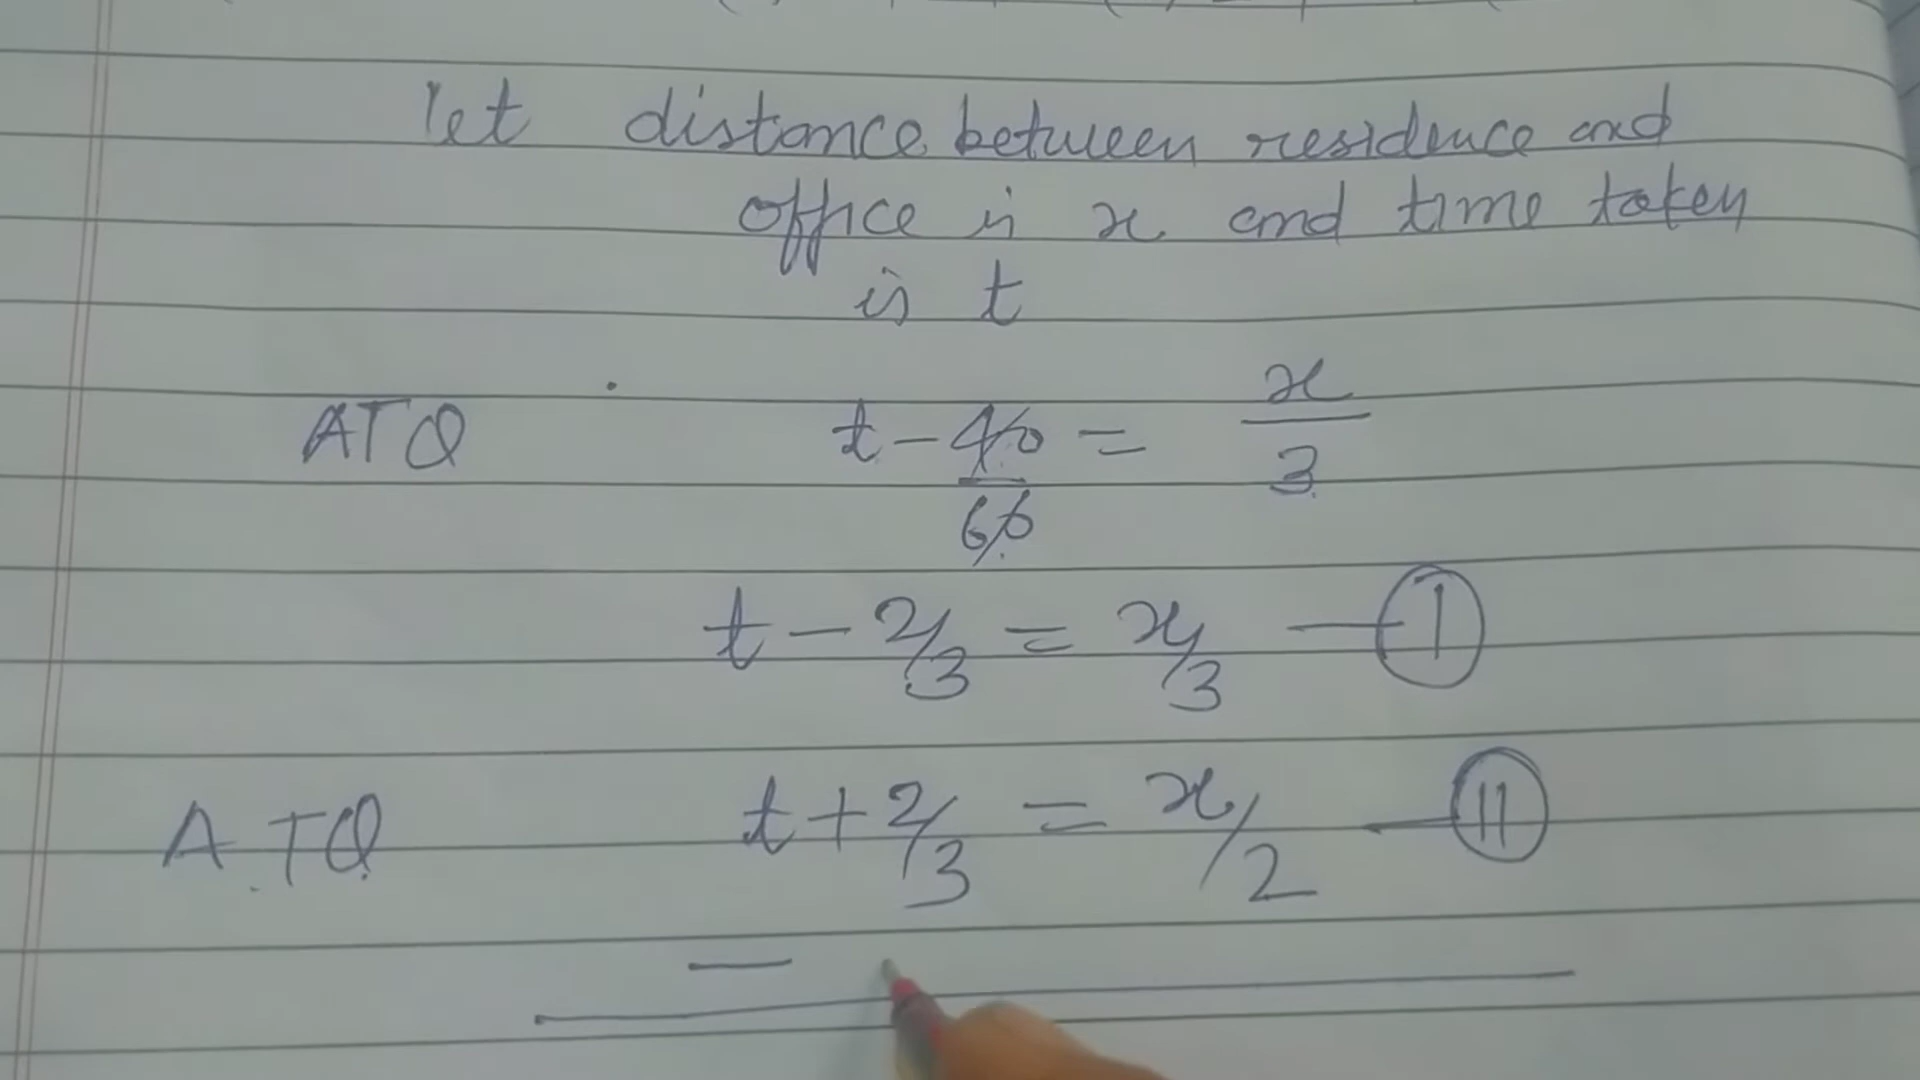 let distance between residence and
office is x and time taken
is t
ATQ t - 40/60 = x/3
t - 2/3 = x/3 — I
A.TQ t + 2/3 = x/2 — II
—